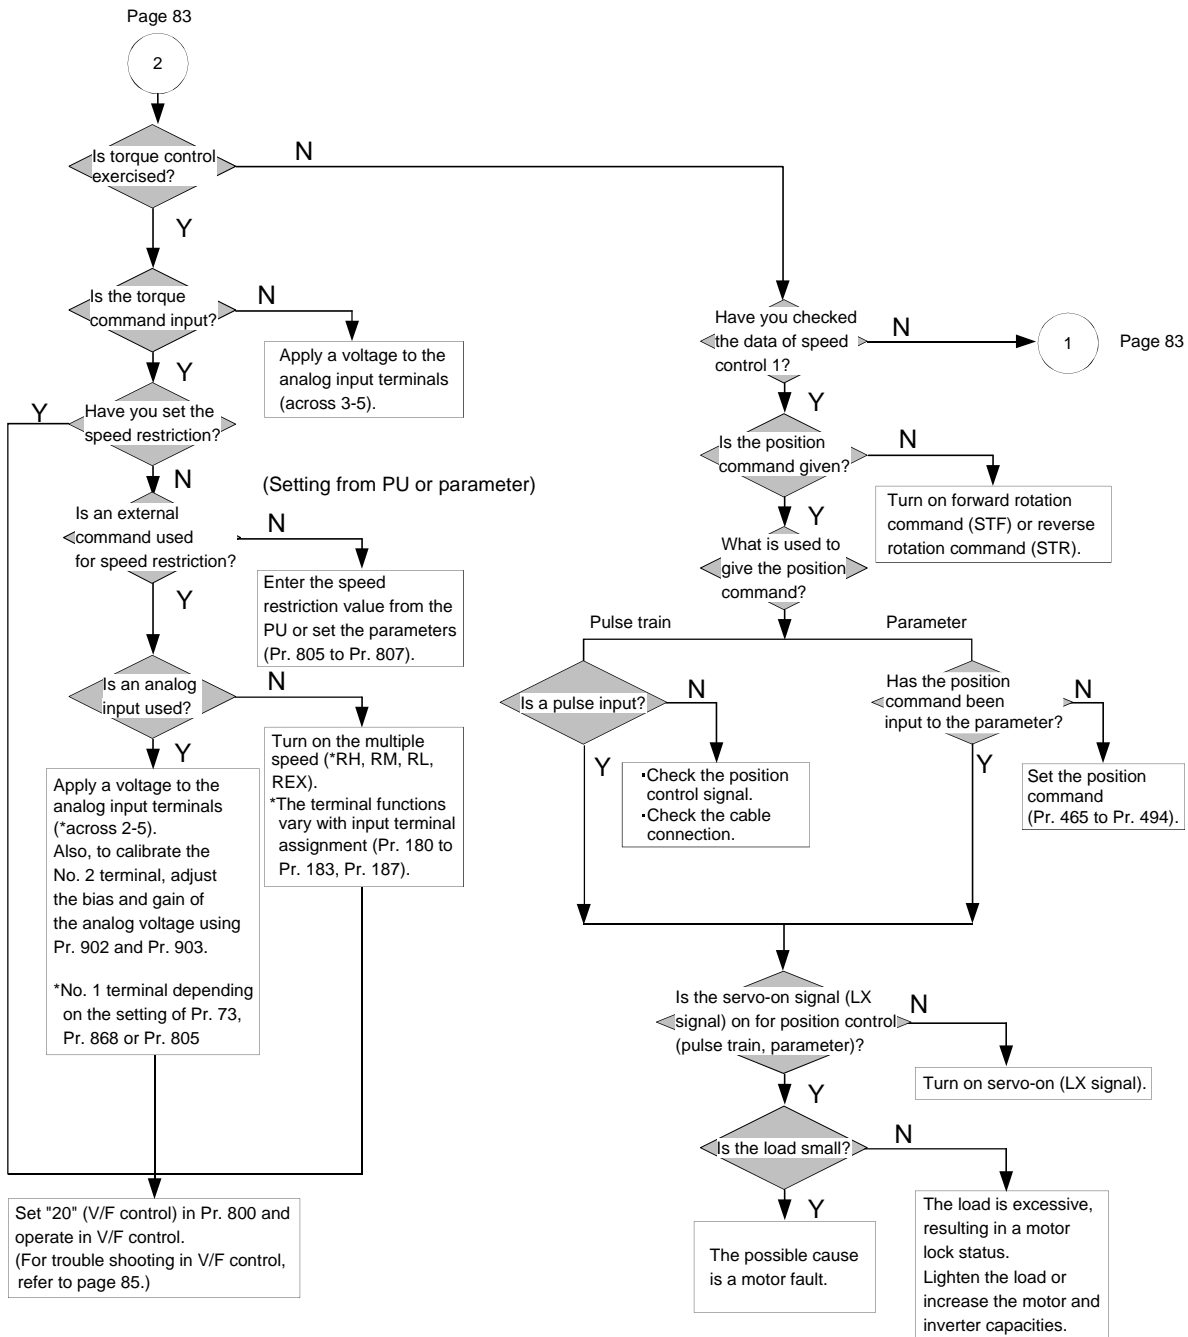 Page 83
2
Is torque control
exercised?
N
Y
Is the torque
command input?
N
Apply a voltage to the
analog input terminals
(across 3-5).
Y
Have you set the
speed restriction?
Y
N
(Setting from PU or parameter)
Is an external
command used
for speed restriction?
N
Enter the speed
restriction value from the
PU or set the parameters
(Pr. 805 to Pr. 807).
Y
Is an analog
input used?
N
Turn on the multiple
speed (*RH, RM, RL,
REX).
*The terminal functions
vary with input terminal
assignment (Pr. 180 to
Pr. 183, Pr. 187).
Y
Apply a voltage to the
analog input terminals
(*across 2-5).
Also, to calibrate the
No. 2 terminal, adjust
the bias and gain of
the analog voltage using
Pr. 902 and Pr. 903.
*No. 1 terminal depending
on the setting of Pr. 73,
Pr. 868 or Pr. 805
Set "20" (V/F control) in Pr. 800 and
operate in V/F control.
(For trouble shooting in V/F control,
refer to page 85.)
Have you checked
the data of speed
control 1?
N
1
Page 83
Y
Is the position
command given?
N
Turn on forward rotation
command (STF) or reverse
rotation command (STR).
Y
What is used to
give the position
command?
Pulse train
Parameter
Is a pulse input?
N
・Check the position
control signal.
・Check the cable
connection.
Y
Has the position
command been
input to the parameter?
N
Set the position
command
(Pr. 465 to Pr. 494).
Y
Is the servo-on signal (LX
signal) on for position control
(pulse train, parameter)?
N
Turn on servo-on (LX signal).
Y
Is the load small?
N
The load is excessive,
resulting in a motor
lock status.
Lighten the load or
increase the motor and
inverter capacities.
Y
The possible cause
is a motor fault.